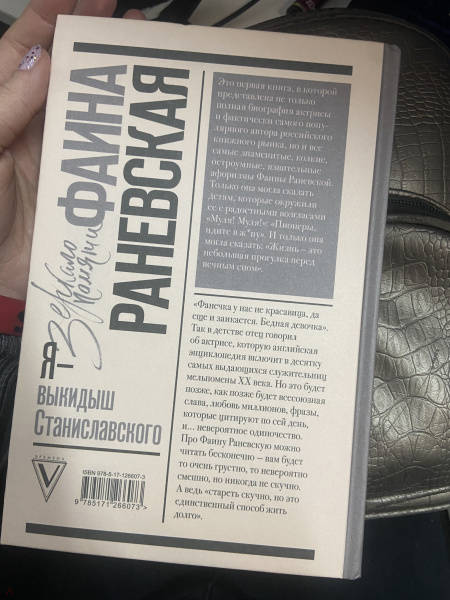 ФАИНА
РАНЕВСКАЯ
Зеркало
памяти
Я –
ВЫКИДЫШ
Станиславского
Это первая книга, в которой
представлена не только
полная биография актрисы
и фактически самого попу-
лярного автора российского
книжного рынка, но и все
самые знаменитые, колкие,
остроумные, язвительные
афоризмы Фаины Раневской.
Только она могла сказать
детям, которые окружили
ее с радостными возгласами
«Муля! Муля!»: «Пионеры,
идите в ж*пу». И только она
могла сказать: «Жизнь – это
небольшая прогулка перед
вечным сном».
«Фанечка у нас не красавица, да
еще и заикается. Бедная девочка».
Так в детстве отец говорил
об актрисе, которую английская
энциклопедия включит в десятку
самых выдающихся служительниц
мельпомены XX века. Но это будет
позже, как позже будет всесоюзная
слава, любовь миллионов, фразы,
которые цитируют по сей день,
и... невероятное одиночество.
Про Фаину Раневскую можно
читать бесконечно – вам будет
то очень грустно, то невероятно
смешно, но никогда не скучно.
А ведь «стареть скучно, но это
единственный способ жить
долго».
ВРЕМЕНА
ISBN 978-5-17-126607-3
9 785171 266073 >